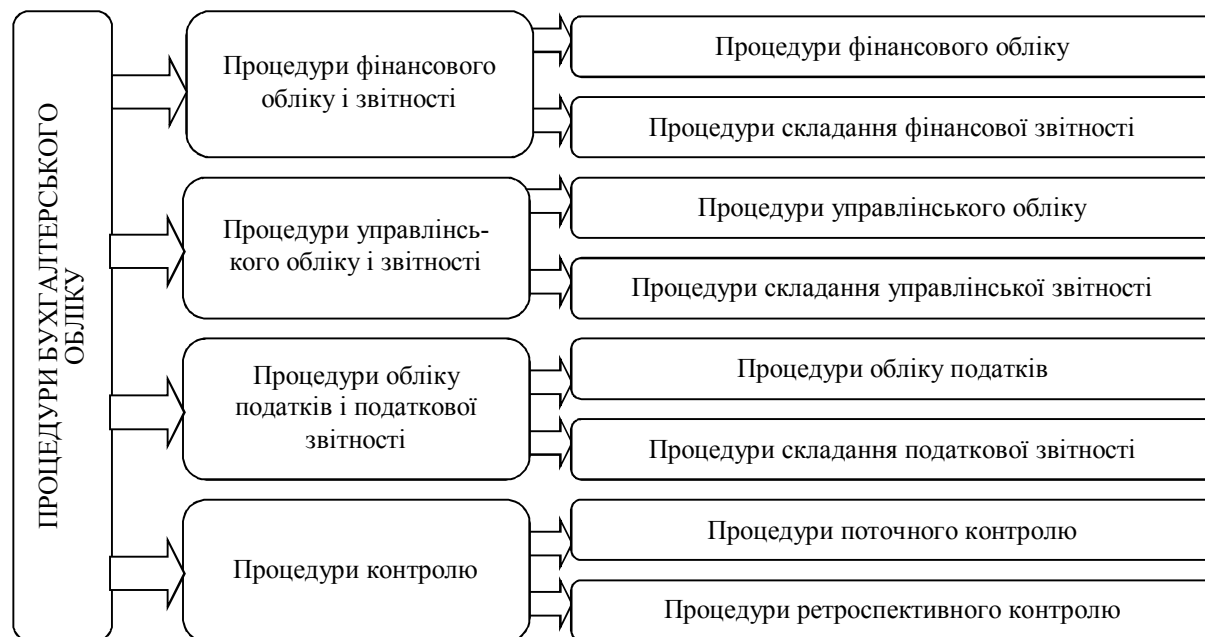 ПРОЦЕДУРИ БУХГАЛТЕРСЬКОГО
ОБЛІКУ
Процедури фінансового
обліку і звітності
Процедури фінансового обліку
Процедури складання фінансової звітності
Процедури управлінсь-
кого обліку і звітності
Процедури управлінського обліку
Процедури складання управлінської звітності
Процедури обліку
податків і податкової
звітності
Процедури обліку податків
Процедури складання податкової звітності
Процедури контролю
Процедури поточного контролю
Процедури ретроспективного контролю